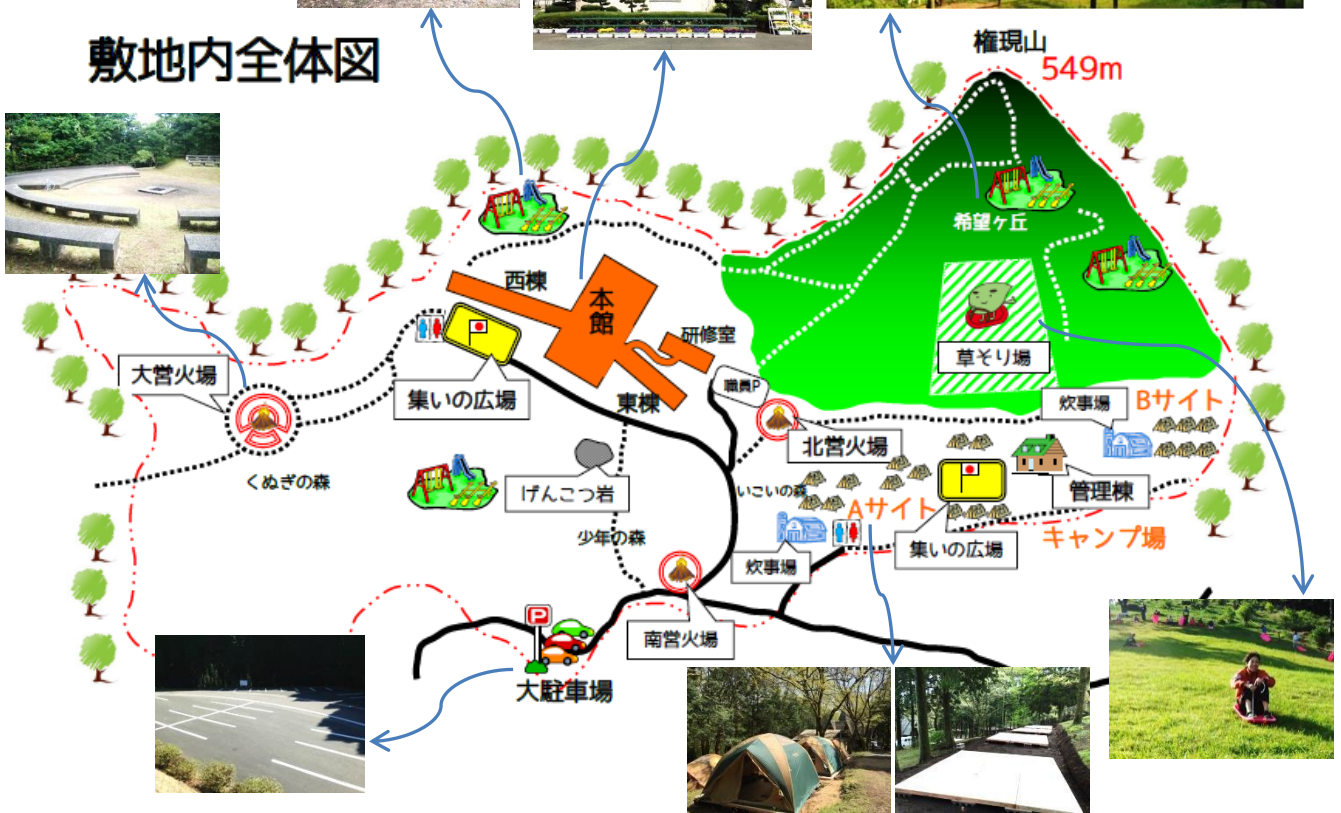 敷地内全体図
権現山
549m
希望ヶ丘
西棟
本館
研修室
草そり場
大営火場
集いの広場
東棟
職員P
炊事場
Bサイト
北営火場
くぬぎの森
げんこつ岩
いこいの森
Aサイト
管理棟
少年の森
集いの広場
キャンプ場
炊事場
P
南営火場
大駐車場